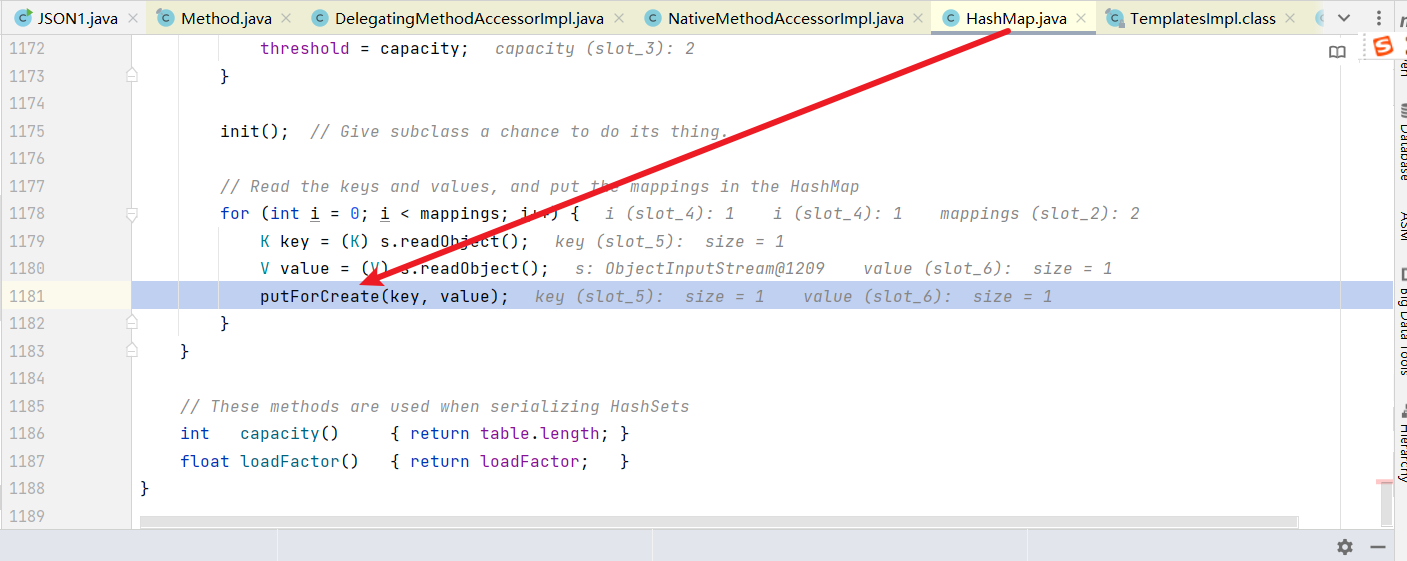 JSON1.java Method.java DelegatingMethodAccessorImpl.java NativeMethodAccessorImpl.java HashMap.java TemplatesImpl.class
1172 threshold = capacity; capacity (slot_3): 2
1173 }
1174
1175 init(); // Give subclass a chance to do its thing.
1176
1177 // Read the keys and values, and put the mappings in the HashMap
1178 for (int i = 0; i < mappings; i++) { i (slot_4): 1 i (slot_4): 1 mappings (slot_2): 2
1179 K key = (K) s.readObject(); key (slot_5): size = 1
1180 V value = (V) s.readObject(); s: ObjectInputStream@1209 value (slot_6): size = 1
1181 putForCreate(key, value); key (slot_5): size = 1 value (slot_6): size = 1
1182 }
1183 }
1184
1185 // These methods are used when serializing HashSets
1186 int capacity() { return table.length; }
1187 float loadFactor() { return loadFactor; }
1188 }
1189
Database
ASM
Big Data Tools
Hierarchy